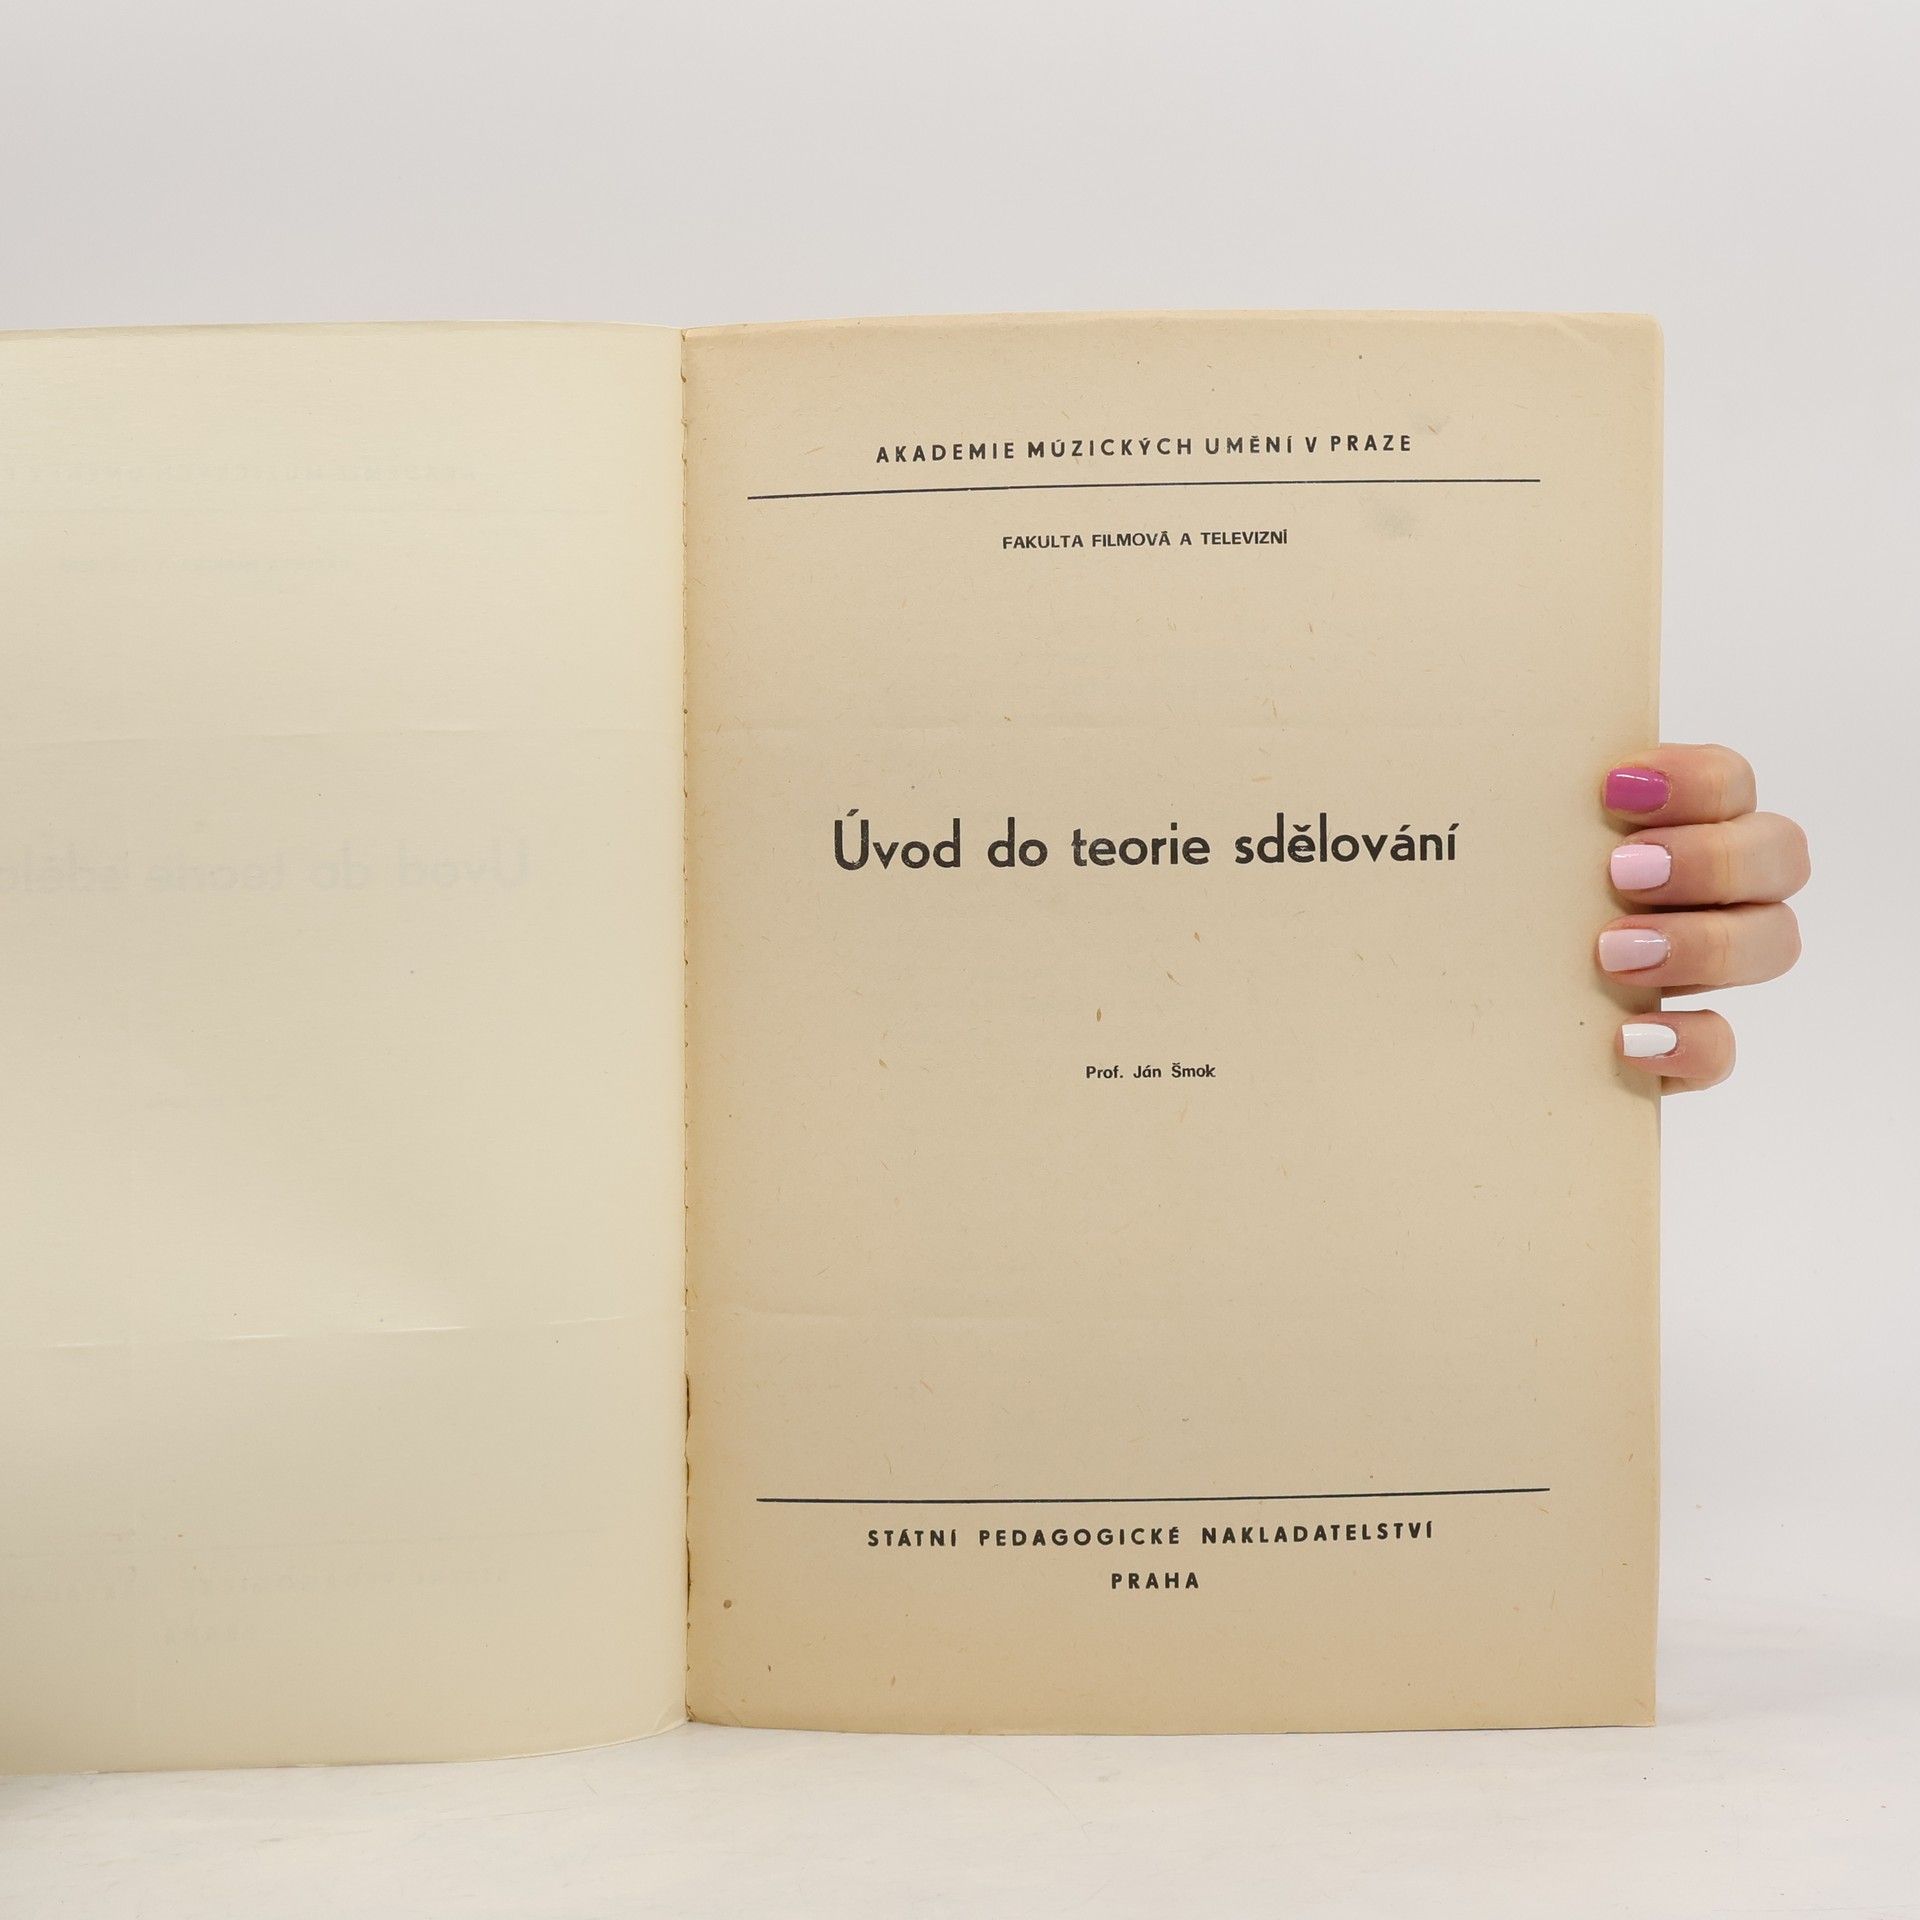 AKADEMIE MÚZICKÝCH UMĚNÍ V PRAZE
FAKULTA FILMOVÁ A TELEVIZNÍ
Úvod do teorie sdělování
Prof. Ján Šmok
STÁTNÍ PEDAGOGICKÉ NAKLADATELSTVÍ
PRAHA